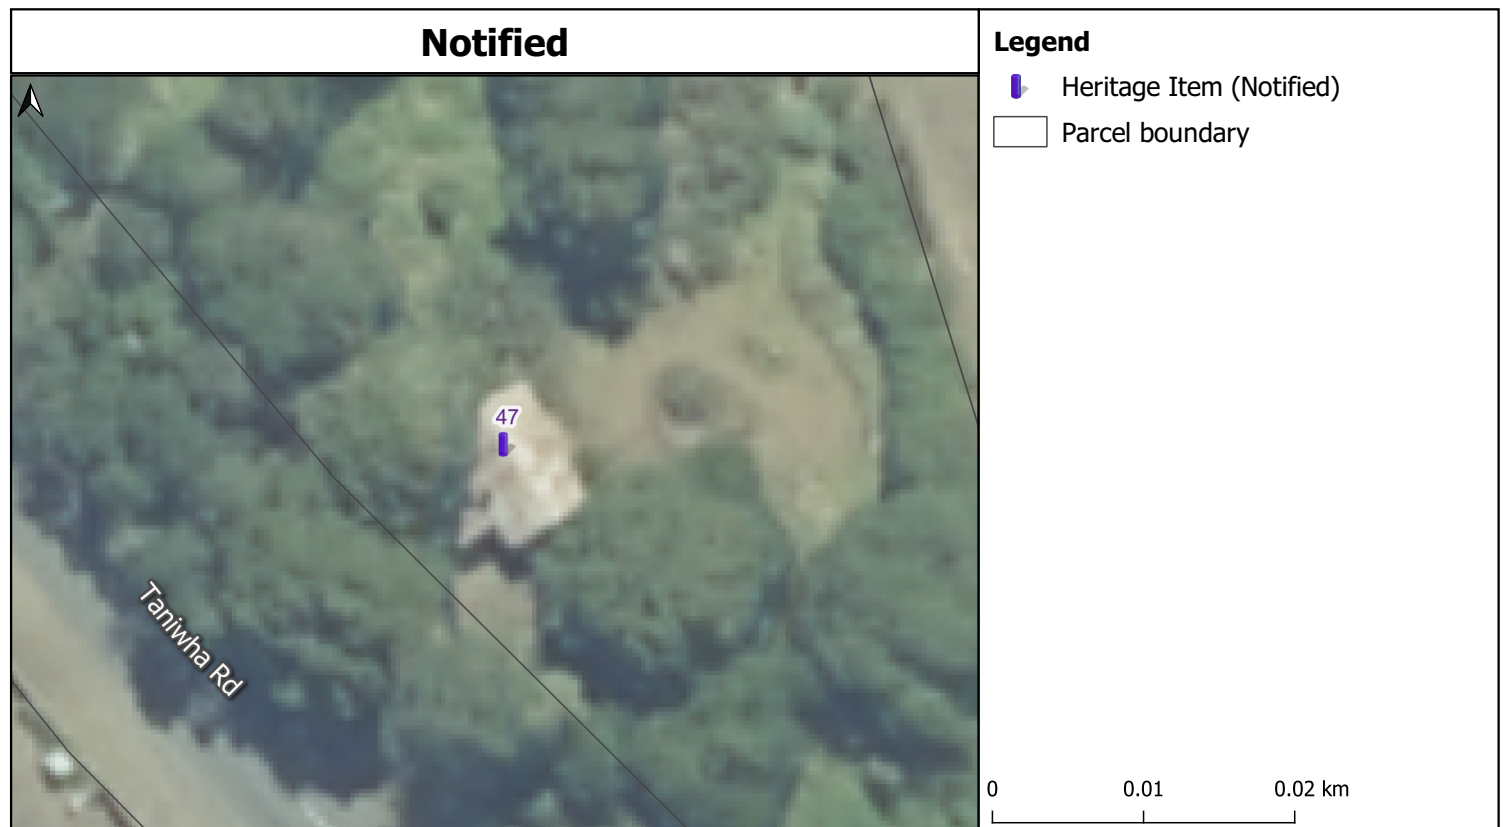 Notified
Legend
Heritage Item (Notified)
Parcel boundary
47
Taniwha Rd
0 0.01 0.02 km